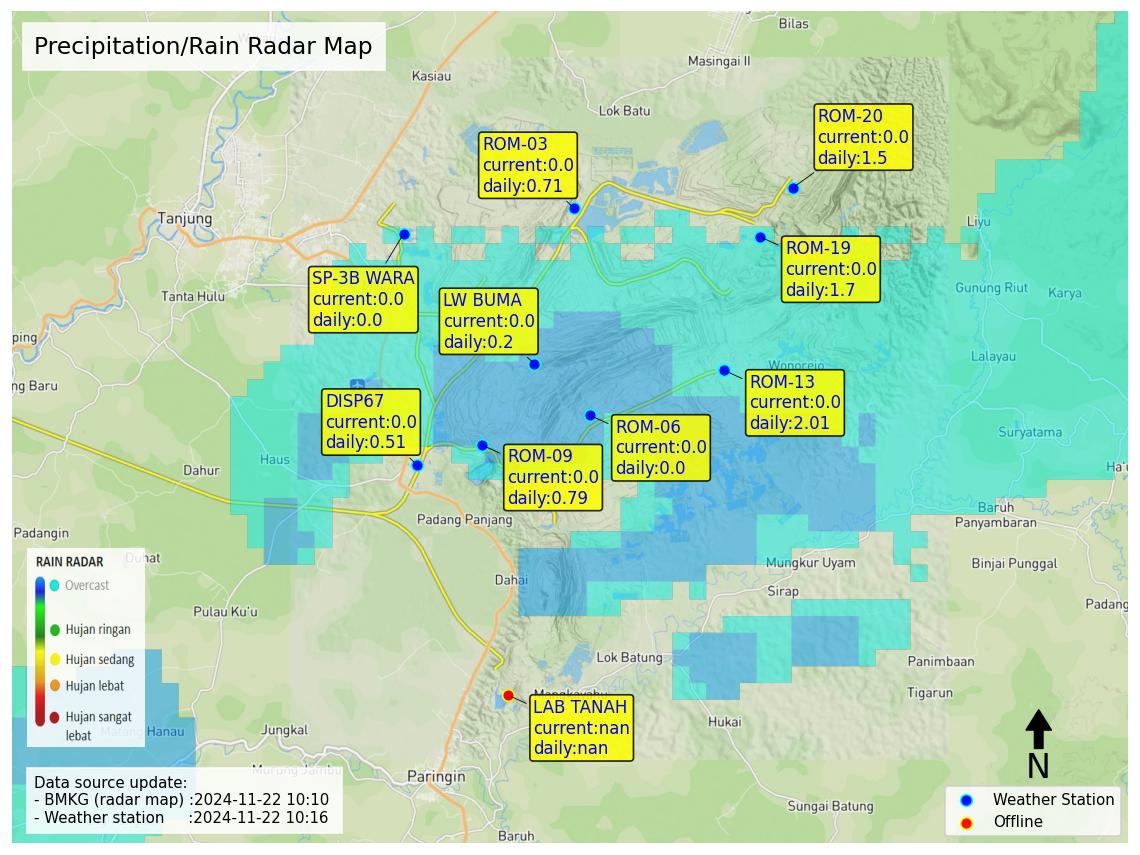 Precipitation/Rain Radar Map
Bilas
Masingai II
Kasiau
Lok Batu
ROM-20
current:0.0
daily:1.5
ROM-03
current:0.0
daily:0.71
Tanjung
Liyu
ROM-19
current:0.0
daily:1.7
SP-3B WARA
current:0.0
daily:0.0
Tanta Hulu
Gunung Riut
Karya
LW BUMA
current:0.0
daily:0.2
ping
Lalayau
Wonorejo
ng Baru
ROM-13
current:0.0
daily:2.01
DISP67
current:0.0
daily:0.51
ROM-06
current:0.0
daily:0.0
Suryatama
Haus
Dahur
ROM-09
current:0.0
daily:0.79
Ha'u
Baruh
Panyambaran
Padang Panjang
Padangin
Duhat
Mungkur Uyam
Binjai Punggal
Dahai
Sirap
Padang
Pulau Ku'u
RAIN RADAR
Overcast
Hujan ringan
Hujan sedang
Hujan lebat
Hujan sangat
lebat
Lok Batung
Panimbaan
Tigarun
Mangkayahu
LAB TANAH
current:nan
daily:nan
Hukai
Jungkal
Matang Hanau
Murung Jambu
Paringin
Sungai Batung
Baruh
Data source update:
- BMKG (radar map) :2024-11-22 10:10
- Weather station :2024-11-22 10:16
N
Weather Station
Offline